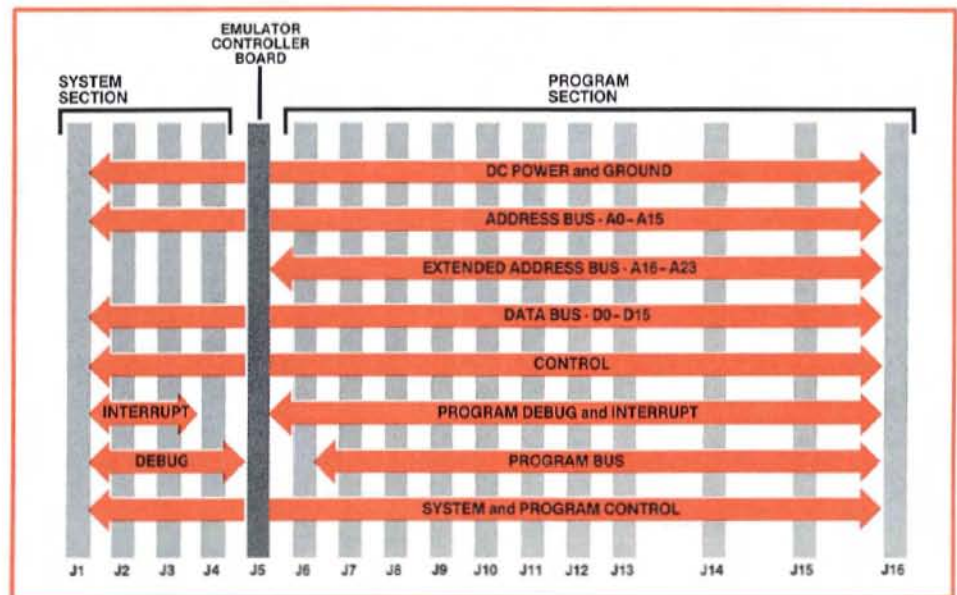 EMULATOR
CONTROLLER
BOARD
SYSTEM
SECTION
PROGRAM
SECTION
DC POWER and GROUND
ADDRESS BUS - A0-A15
EXTENDED ADDRESS BUS - A16-A23
DATA BUS - D0-D15
CONTROL
INTERRUPT
PROGRAM DEBUG and INTERRUPT
DEBUG
PROGRAM BUS
SYSTEM and PROGRAM CONTROL
J1 J2 J3 J4 J5 J6 J7 J8 J9 J10 J11 J12 J13 J14 J15 J16